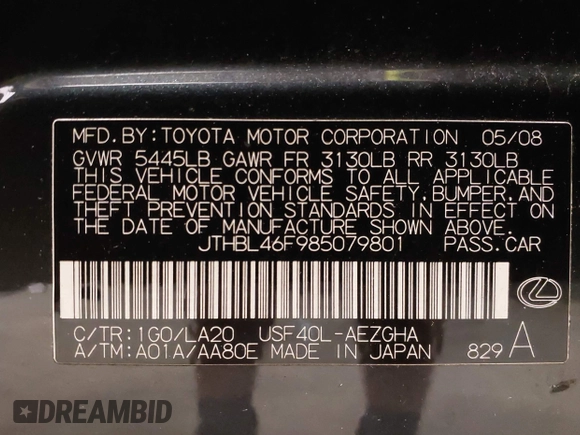 MFD. BY: TOYOTA MOTOR CORPORATION 05/08
GVWR 5445LB GAWR FR 3130LB RR 3130LB
THIS VEHICLE CONFORMS TO ALL APPLICABLE
FEDERAL MOTOR VEHICLE SAFETY, BUMPER, AND
THEFT PREVENTION STANDARDS IN EFFECT ON
THE DATE OF MANUFACTURE SHOWN ABOVE.
JTHBL46F985079801 PASS. CAR
C/TR: 1G0/LA20 USF40L-AEZGHA
A/TM: A01A/AA80E MADE IN JAPAN 829 A
DREAMBID